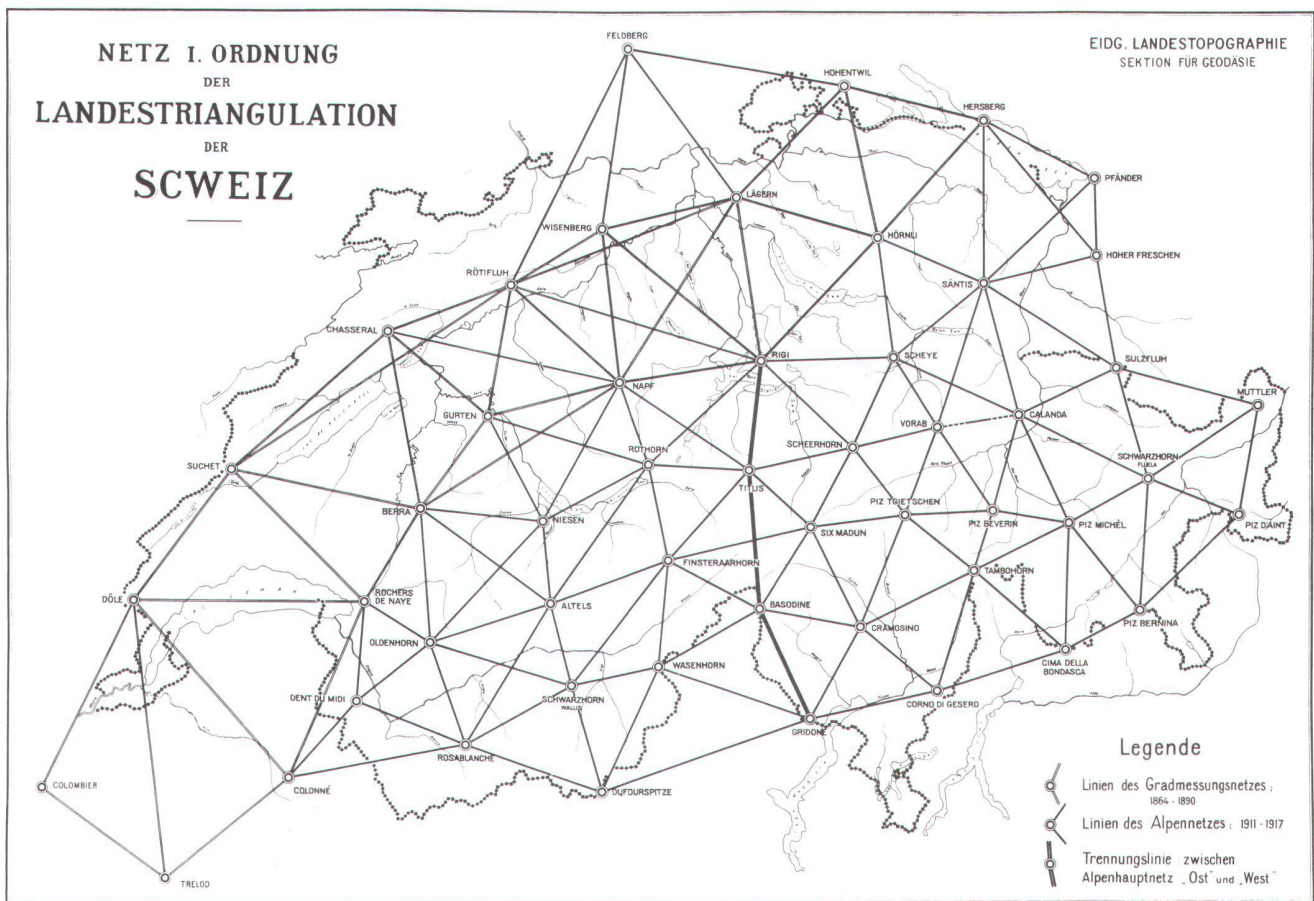 NETZ I. ORDNUNG
DER
LANDESTRIANGULATION
DER
SCWEIZ
EIDG. LANDESTOPOGRAPHIE
SEKTION FÜR GEODÄSIE
FELDBERG
HOHENTWIL
HERSBERG
PFÄNDER
LÄGERN
WISENBERG
HÖRNLI
HOHER FRESCHEN
RÖTIFLUH
SÄNTIS
CHASSERAL
RIGI
SCHEYE
SULZFLUH
NAPF
MUTTLER
GURTEN
VORAB
CALANDA
ROTHORN
SCHEERHORN
SUCHET
TITLIS
SCHWARZHORN
FLÜELA
BERRA
NIESEN
PIZ TGIETSCHEN
PIZ BEVERIN
PIZ MICHÈL
PIZ D'AINT
SIX MADUN
FINSTERAARHORN
TAMBOHORN
DÔLE
ROCHERS
DE NAYE
ALTELS
BASODINE
PIZ BERNINA
OLDENHORN
CRAMOSINO
WASENHORN
CIMA DELLA
BONDASCA
DENT DU MIDI
SCHWARZHORN
WALLIS
CORNO DI GESERO
GRIDONE
ROSABLANCHE
COLOMBIER
COLONNÉ
DUFOURSPITZE
TRELOD
Legende
Linien des Gradmessungsnetzes;
1864 - 1890
Linien des Alpennetzes; 1911 - 1917
Trennungslinie zwischen
Alpenhauptnetz „Ost" und „West"